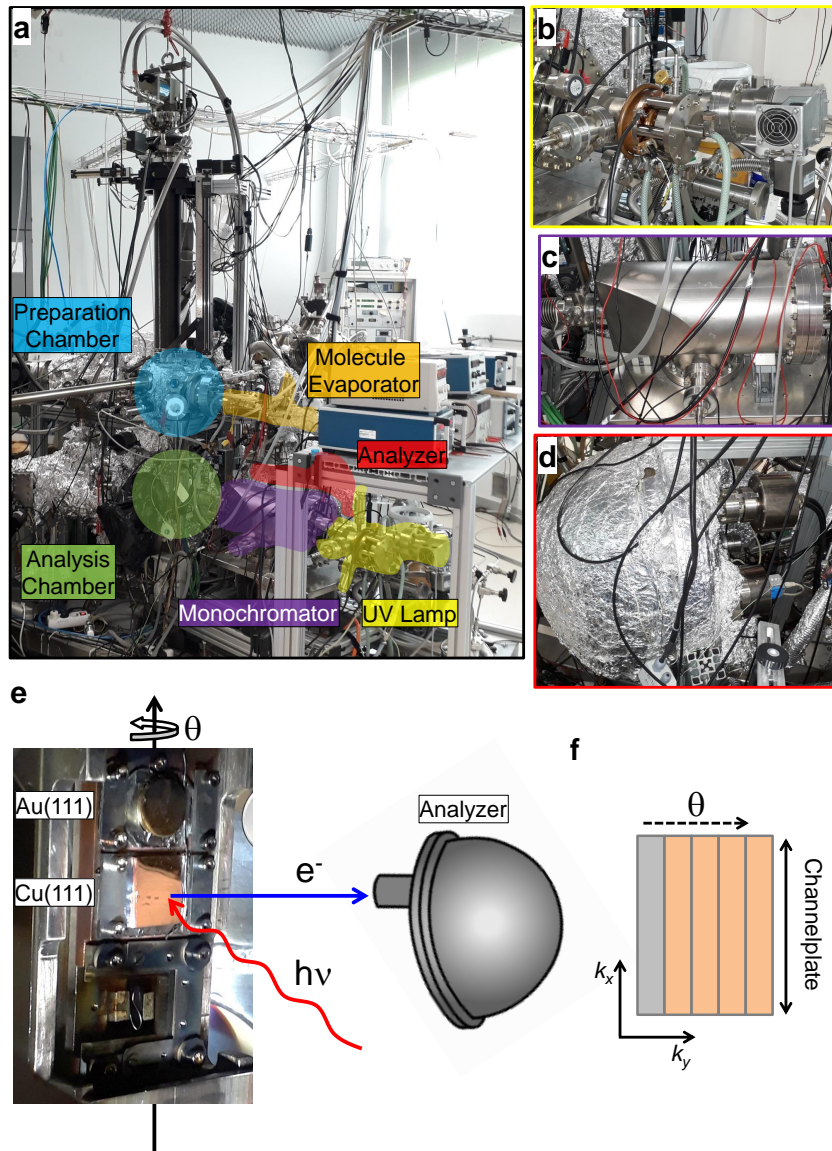 a
Preparation
Chamber
Molecule
Evaporator
Analyzer
Analysis
Chamber
Monochromator
UV Lamp
b
c
d
e
θ
Au(111)
Cu(111)
e-
hν
Analyzer
f
θ
Channelplate
kx
ky